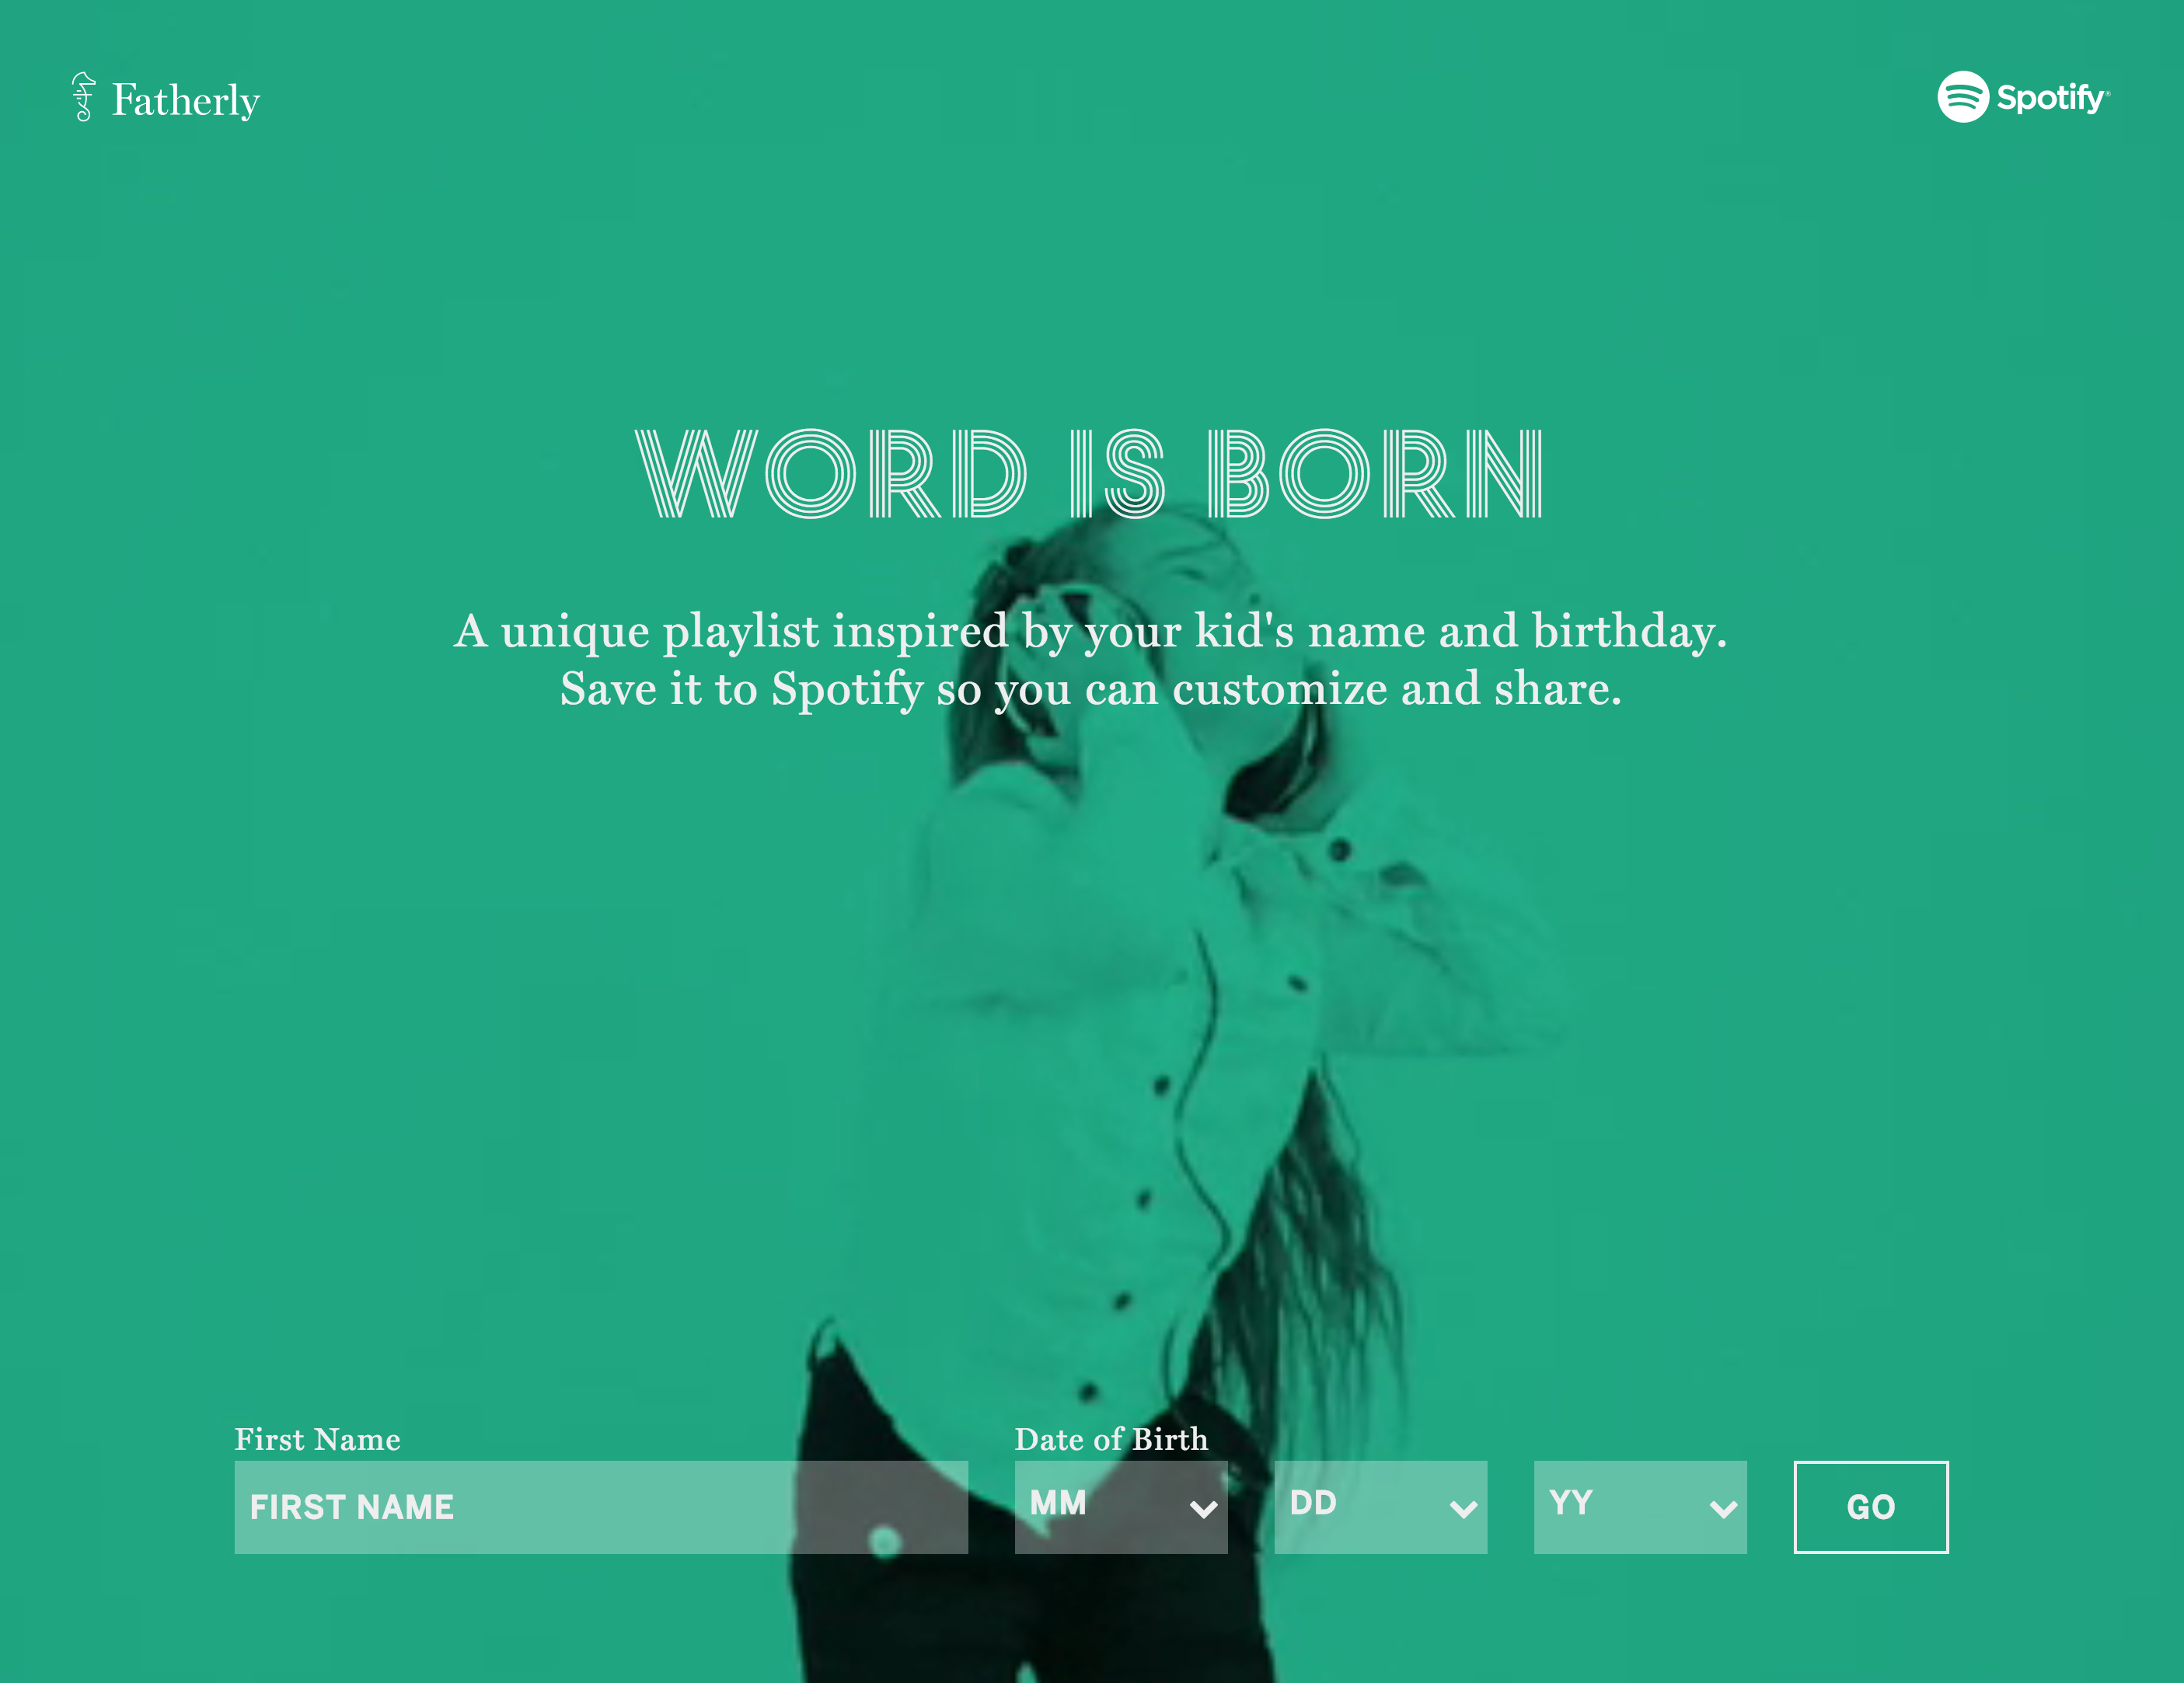 Fatherly
Spotify®
WORD IS BORN
A unique playlist inspired by your kid's name and birthday.
Save it to Spotify so you can customize and share.
First Name
Date of Birth
FIRST NAME
MM
DD
YY
GO